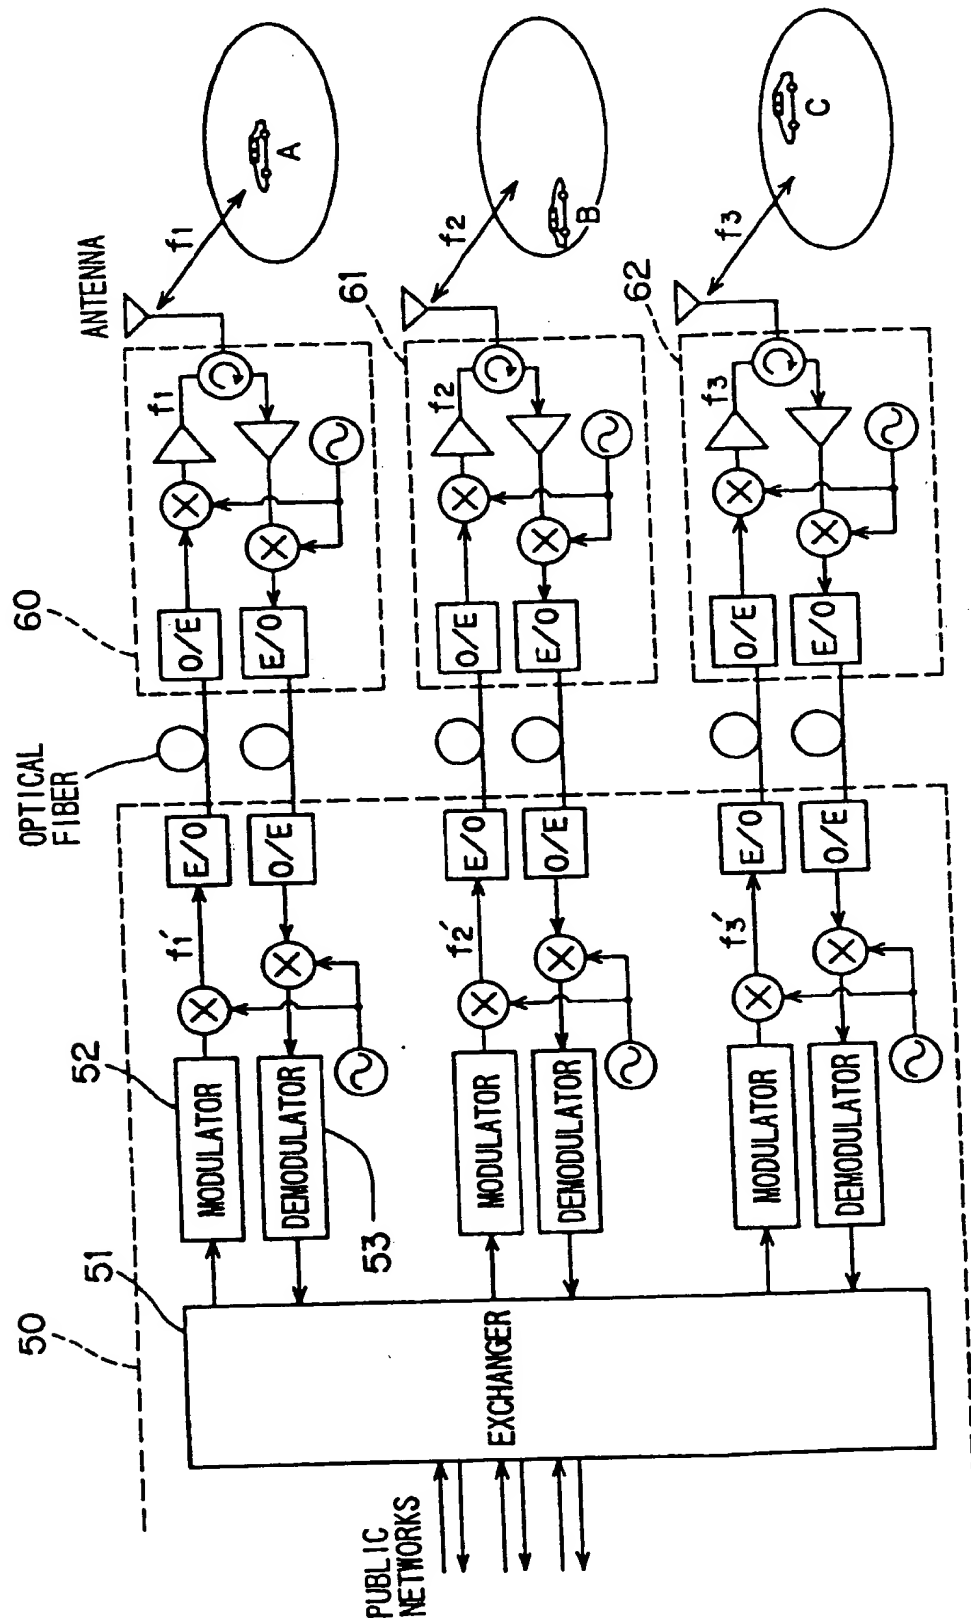 50
51
52
53
60
61
62
PUBLIC
NETWORKS
EXCHANGER
OPTICAL
FIBER
ANTENNA
MODULATOR
f1'
E/O
O/E
f1
f1
A
DEMODULATOR
O/E
E/O
MODULATOR
f2'
E/O
O/E
f2
f2
B
DEMODULATOR
O/E
E/O
MODULATOR
f3'
E/O
O/E
f3
f3
C
DEMODULATOR
O/E
E/O